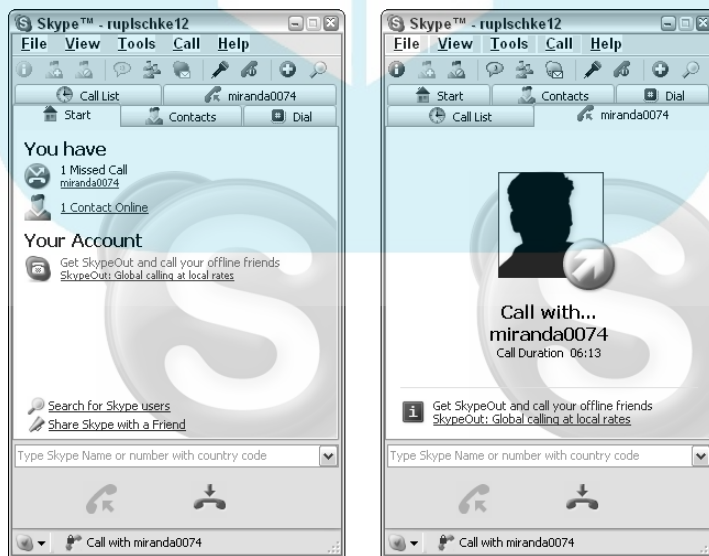 Skype™ - ruplschke12
File View Tools Call Help
Call List
miranda0074
Start
Contacts
Dial
You have
1 Missed Call
miranda0074
1 Contact Online
Your Account
Get SkypeOut and call your offline friends
SkypeOut: Global calling at local rates
Search for Skype users
Share Skype with a Friend
Type Skype Name or number with country code
Call with miranda0074
Skype™ - ruplschke12
File View Tools Call Help
Start
Contacts
Dial
Call List
miranda0074
Call with...
miranda0074
Call Duration 06:13
Get SkypeOut and call your offline friends
SkypeOut: Global calling at local rates
Type Skype Name or number with country code
Call with miranda0074